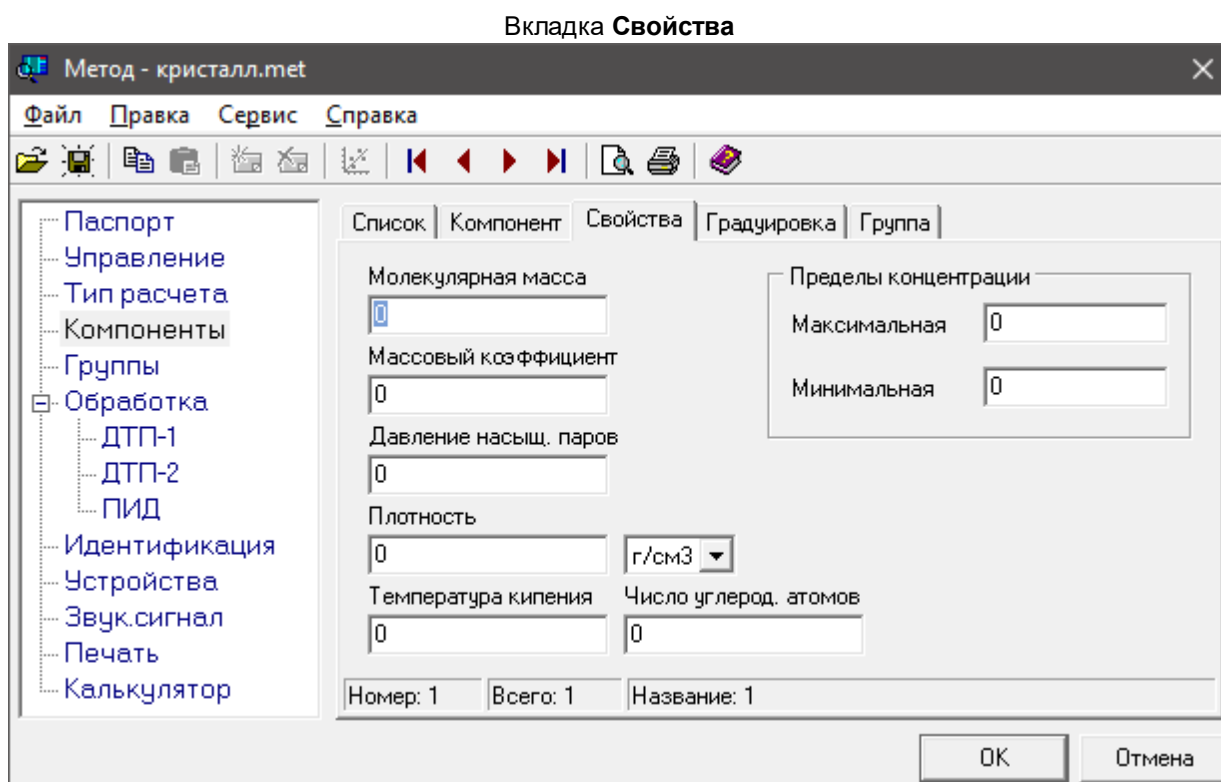 Вкладка Свойства
Метод - кристалл.met
Файл Правка Сервис Справка
Паспорт
Управление
Тип расчета
Компоненты
Группы
Обработка
ДТП-1
ДТП-2
ПИД
Идентификация
Устройства
Звук.сигнал
Печать
Калькулятор
Список Компонент Свойства Градуировка Группа
Молекулярная масса
0
Массовый коэффициент
0
Давление насыщ. паров
0
Плотность
0 г/см3
Температура кипения Число углерод. атомов
0 0
Пределы концентрации
Максимальная 0
Минимальная 0
Номер: 1 Всего: 1 Название: 1
OK Отмена